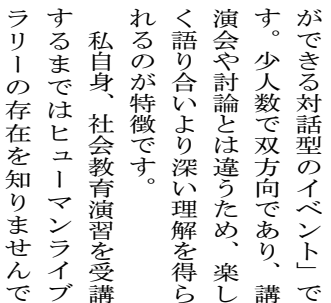 ができる対話型のイベント」で
す。少人数で双方向であり、講
演会や討論とは違うため、楽し
く語り合いより深い理解を得ら
れるのが特徴です。
　私自身、社会教育演習を受講
するまではヒューマンライブ
ラリーの存在を知りませんで